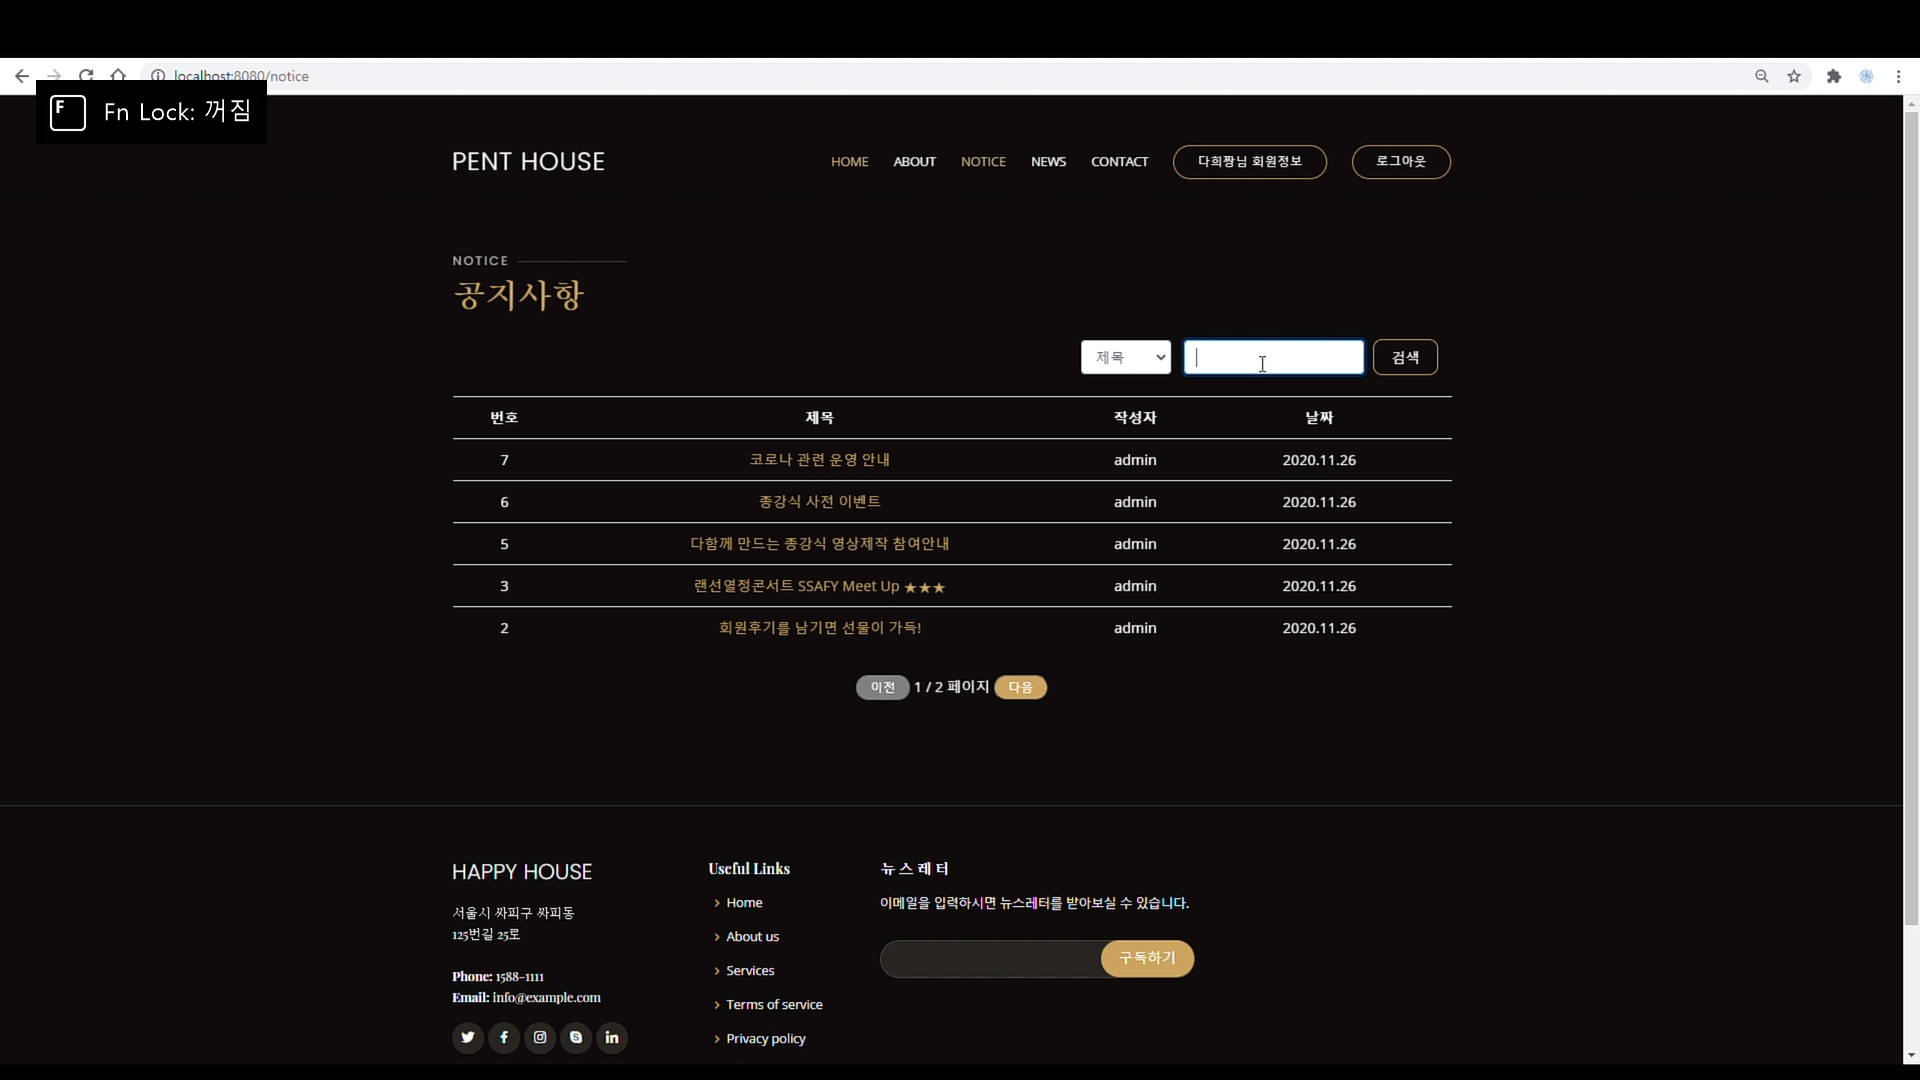 localhost:8080/notice
F
Fn Lock: 꺼짐
PENT HOUSE
HOME ABOUT NOTICE NEWS CONTACT 다희짱님 회원정보 로그아웃
NOTICE
공지사항
제목 검색
번호 제목 작성자 날짜
7 코로나 관련 운영 안내 admin 2020.11.26
6 종강식 사전 이벤트 admin 2020.11.26
5 다함께 만드는 종강식 영상제작 참여안내 admin 2020.11.26
3 랜선열정콘서트 SSAFY Meet Up ★★★ admin 2020.11.26
2 회원후기를 남기면 선물이 가득! admin 2020.11.26
이전 1 / 2 페이지 다음
HAPPY HOUSE
서울시 싸피구 싸피동
125번길 25로
Phone: 1588-1111
Email: info@example.com
Useful Links
Home
About us
Services
Terms of service
Privacy policy
뉴스레터
이메일을 입력하시면 뉴스레터를 받아보실 수 있습니다.
구독하기